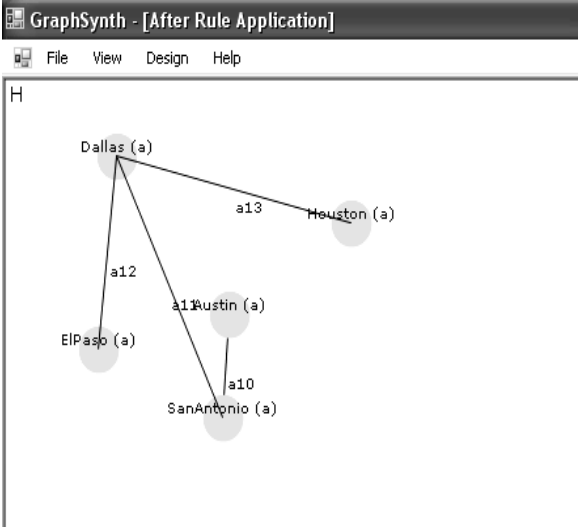 GraphSynth - [After Rule Application]
File View Design Help
H
Dallas (a)
a13
Houston (a)
a12
a11
Austin (a)
ElPaso (a)
a10
SanAntonio (a)